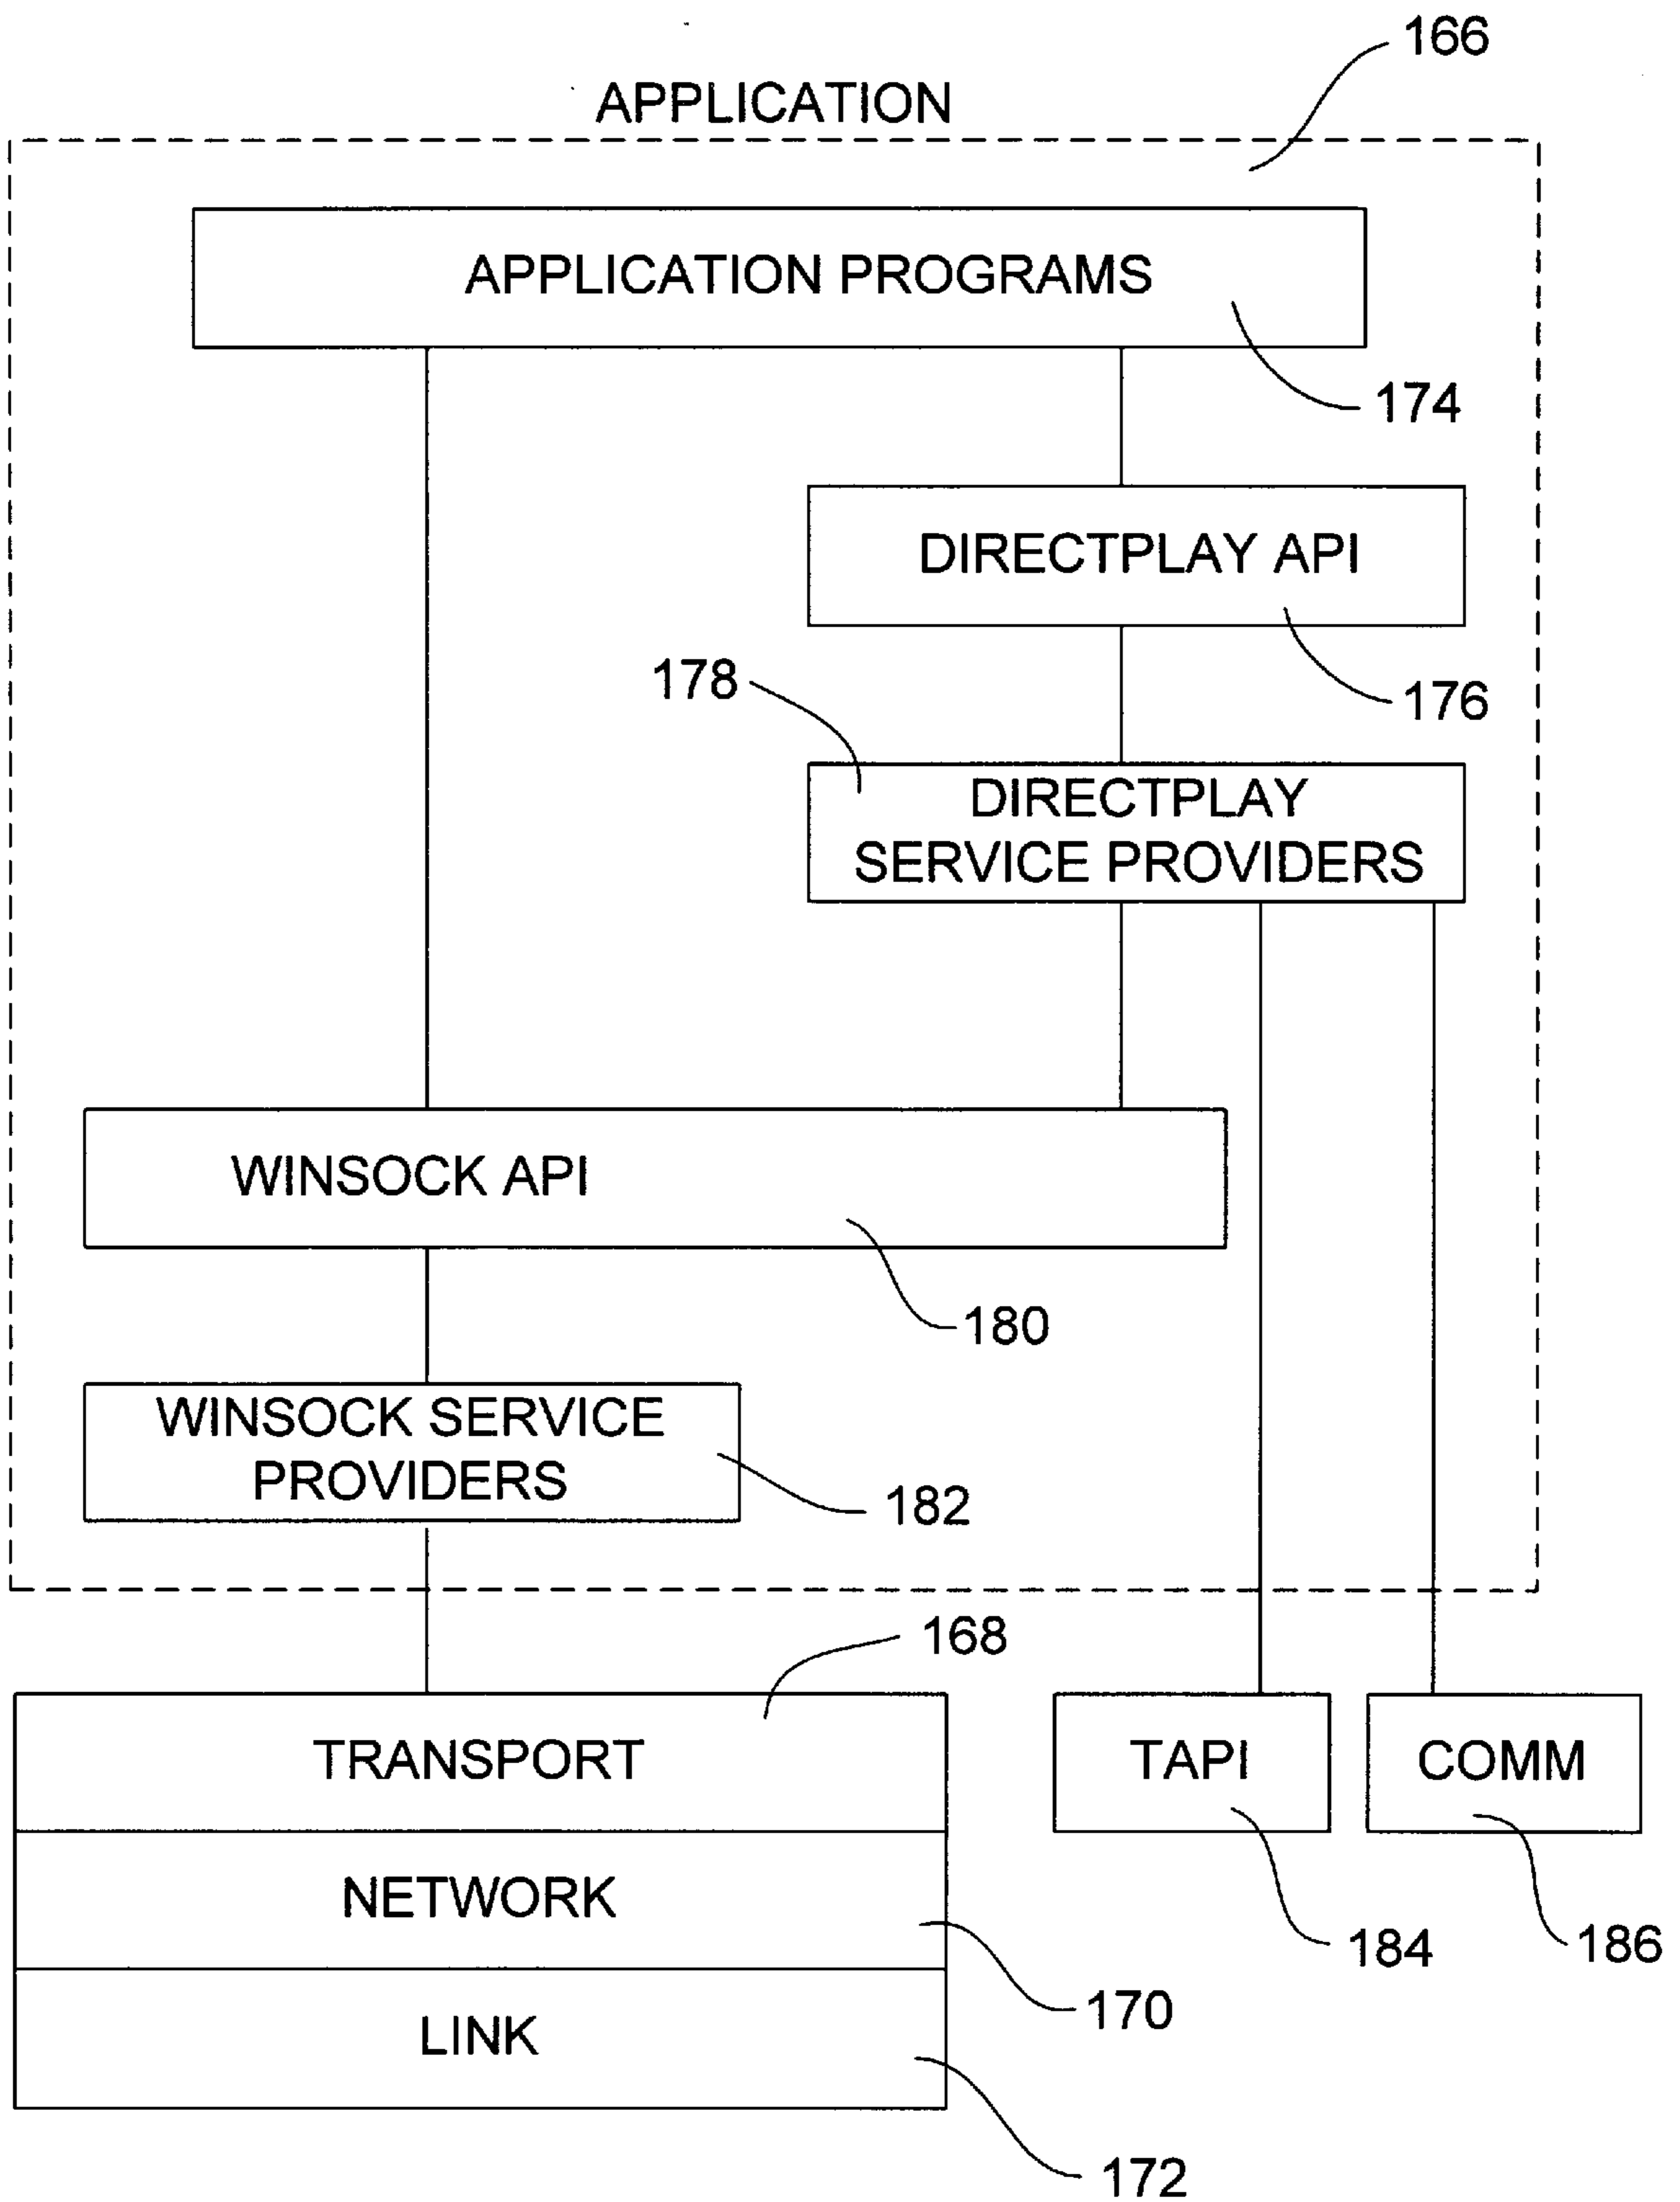 166
APPLICATION
APPLICATION PROGRAMS
174
DIRECTPLAY API
176
178
DIRECTPLAY
SERVICE PROVIDERS
WINSOCK API
180
WINSOCK SERVICE
PROVIDERS
182
168
TRANSPORT
TAPI
COMM
NETWORK
184
186
170
LINK
172